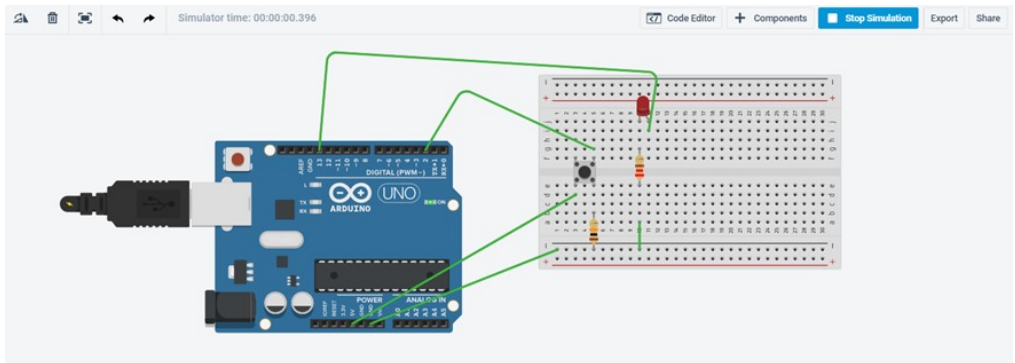 Simulator time: 00:00:00.396
Code Editor
Components
Stop Simulation
Export
Share
AREF
GND
13
12
~11
~10
~9
8
7
~6
~5
4
~3
2
TX→1
RX←0
DIGITAL (PWM~)
L
TX
RX
UNO
ON
ARDUINO
POWER
ANALOG IN
IOREF
RESET
3.3V
5V
GND
GND
A0
A1
A2
A3
A4
A5